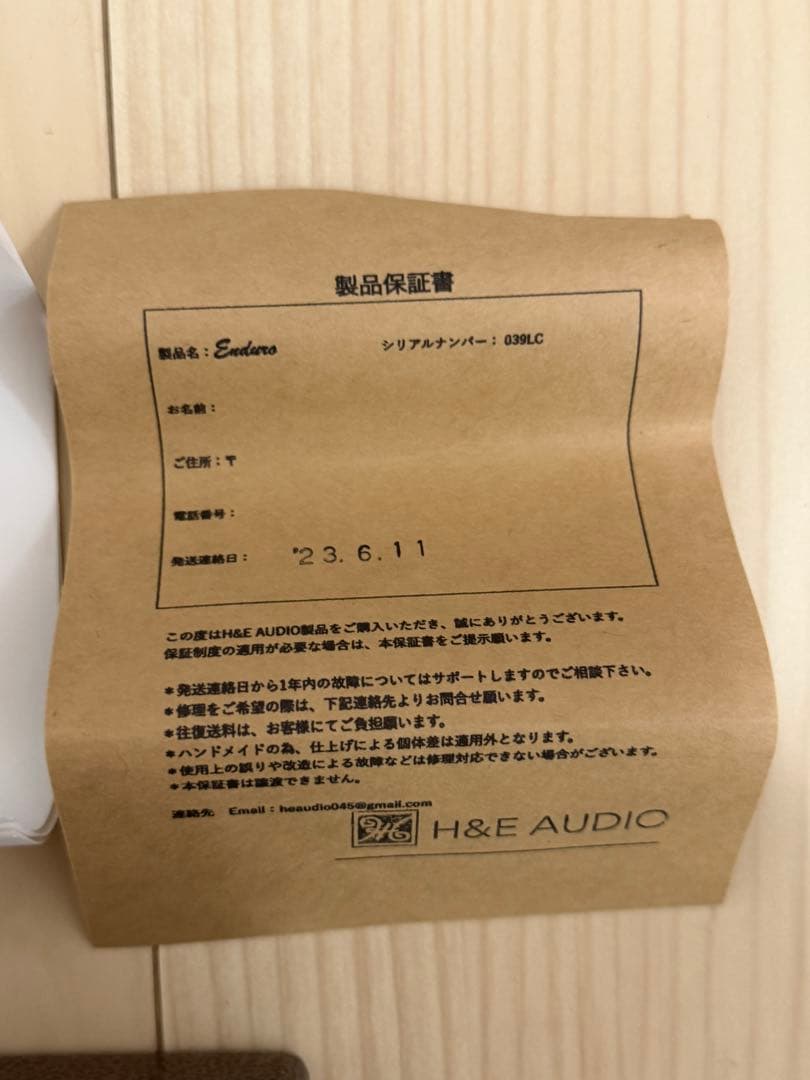 製品保証書
製品名：Enduro シリアルナンバー：039LC
お名前：
ご住所：〒
電話番号：
発送連絡日： '23.6.11
この度はH&E AUDIO製品をご購入いただき、誠にありがとうございます。
保証制度の適用が必要な場合は、本保証書をご提示願います。
＊発送連絡日から1年内の故障についてはサポートしますのでご相談下さい。
＊修理をご希望の際は、下記連絡先よりお問合せ願います。
＊往復送料は、お客様にてご負担願います。
＊ハンドメイドの為、仕上げによる個体差は適用外となります。
＊使用上の誤りや改造による故障などは修理対応できない場合がございます。
＊本保証書は譲渡できません。
連絡先 Email：heaudio045@gmail.com
HE H&E AUDIO